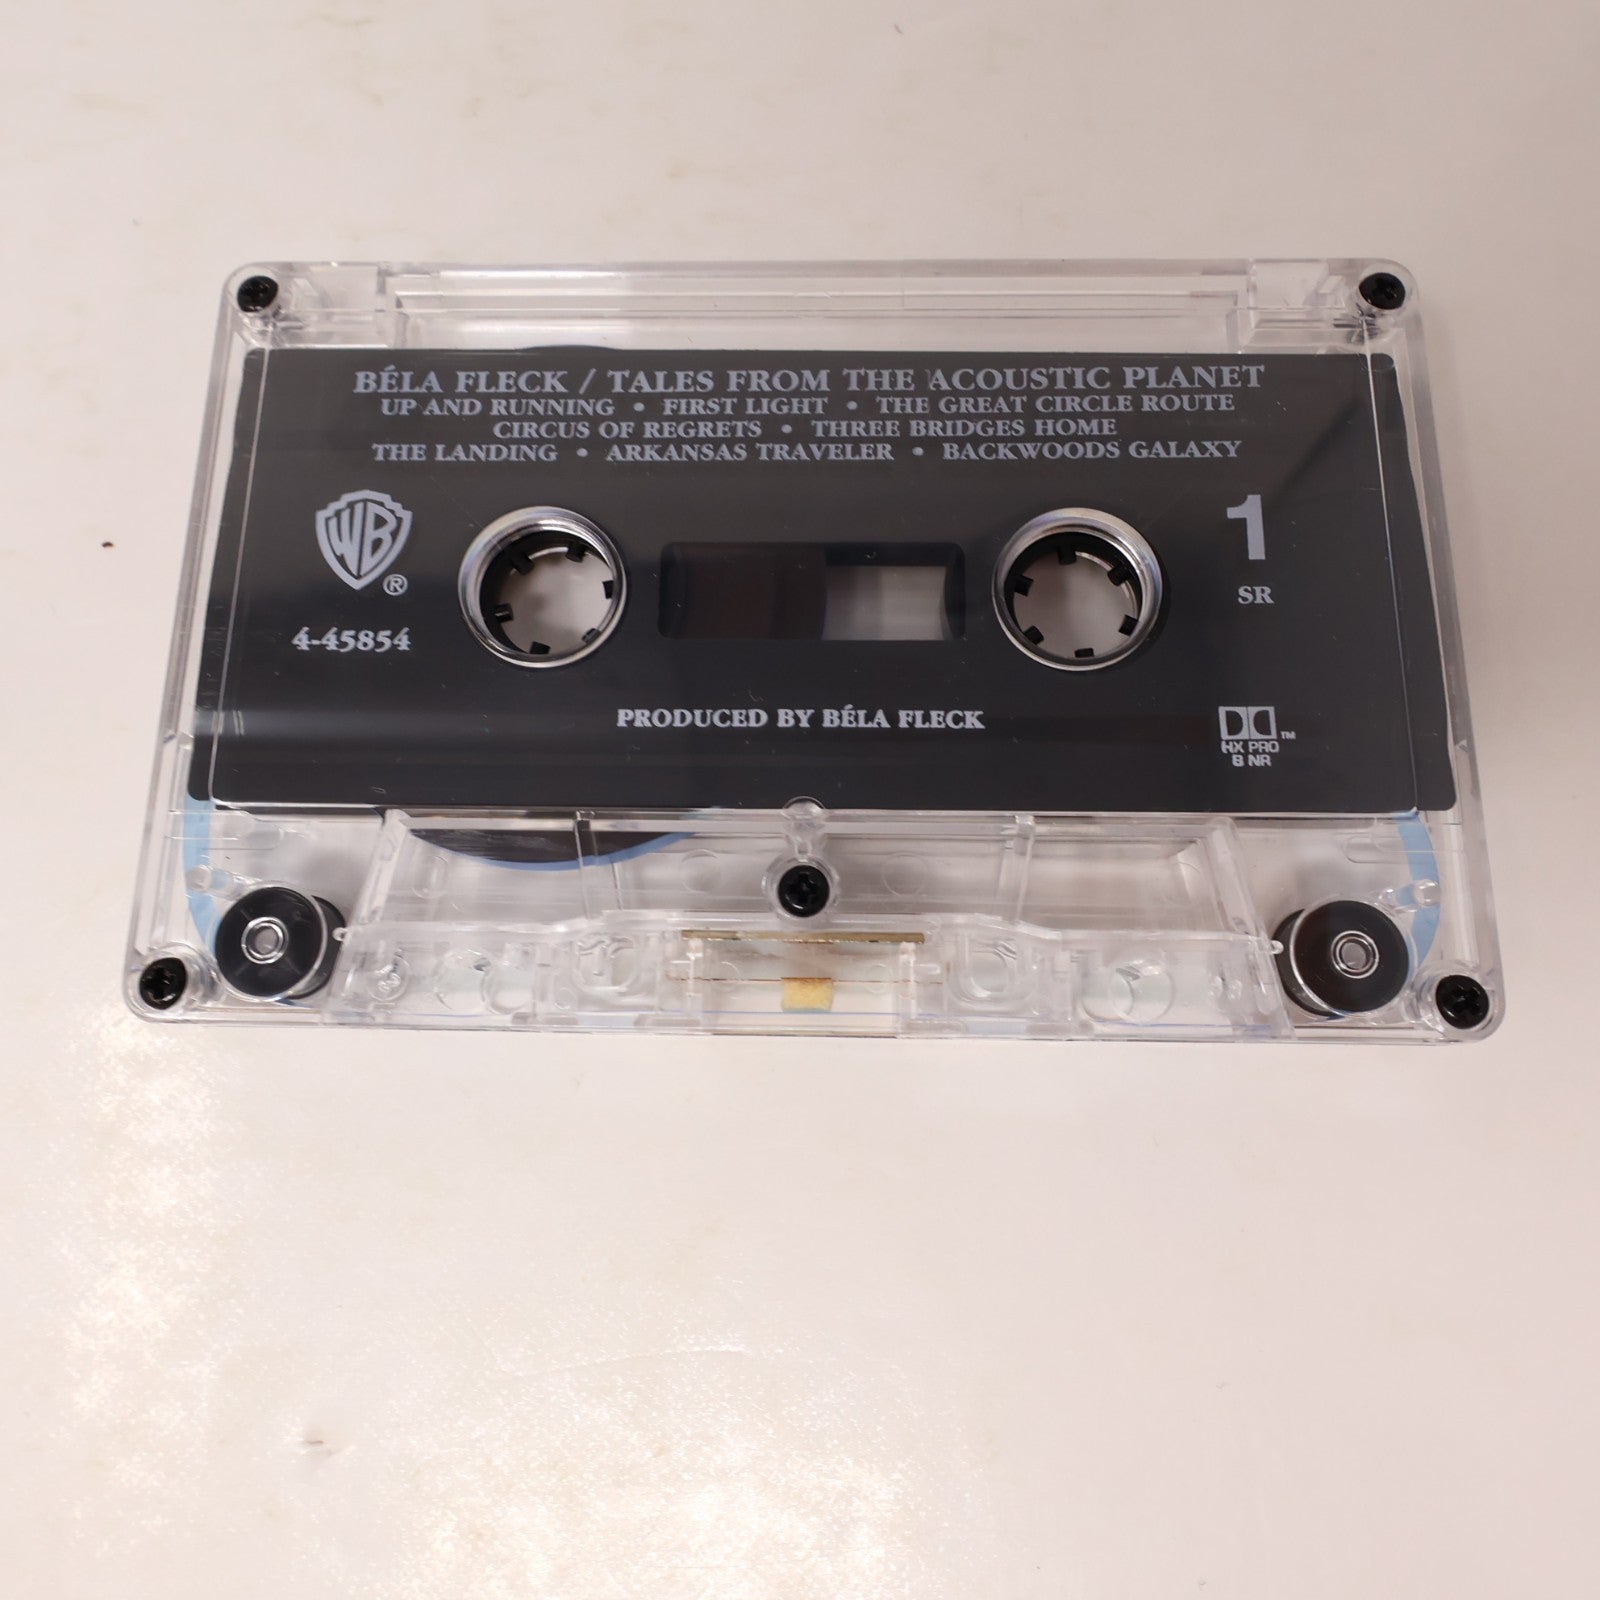 BÉLA FLECK / TALES FROM THE ACOUSTIC PLANET
UP AND RUNNING • FIRST LIGHT • THE GREAT CIRCLE ROUTE
CIRCUS OF REGRETS • THREE BRIDGES HOME
THE LANDING • ARKANSAS TRAVELER • BACKWOODS GALAXY
WB
®
4-45854
1
SR
PRODUCED BY BÉLA FLECK
™
HX PRO
B NR